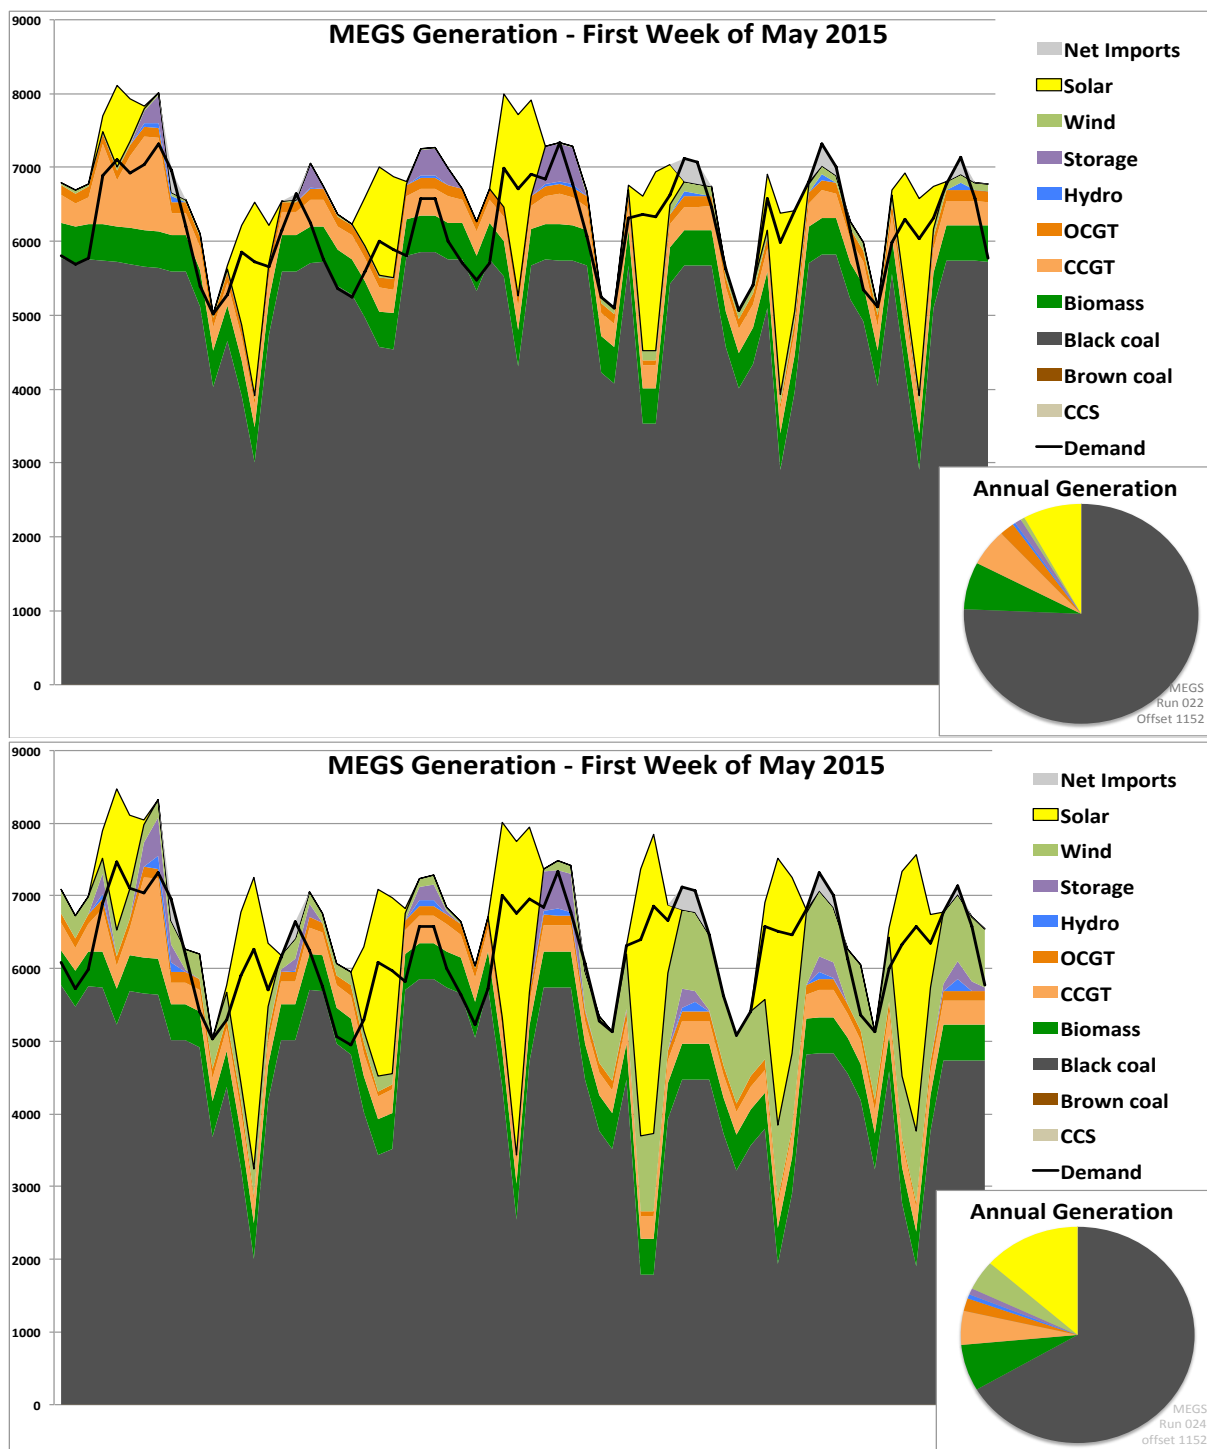 MEGS Generation - First Week of May 2015
9000
8000
7000
6000
5000
4000
3000
2000
1000
0
Net Imports
Solar
Wind
Storage
Hydro
OCGT
CCGT
Biomass
Black coal
Brown coal
CCS
Demand
Annual Generation
MEGS
Run 022
Offset 1152
MEGS Generation - First Week of May 2015
9000
8000
7000
6000
5000
4000
3000
2000
1000
0
Net Imports
Solar
Wind
Storage
Hydro
OCGT
CCGT
Biomass
Black coal
Brown coal
CCS
Demand
Annual Generation
MEGS
Run 024
offset 1152